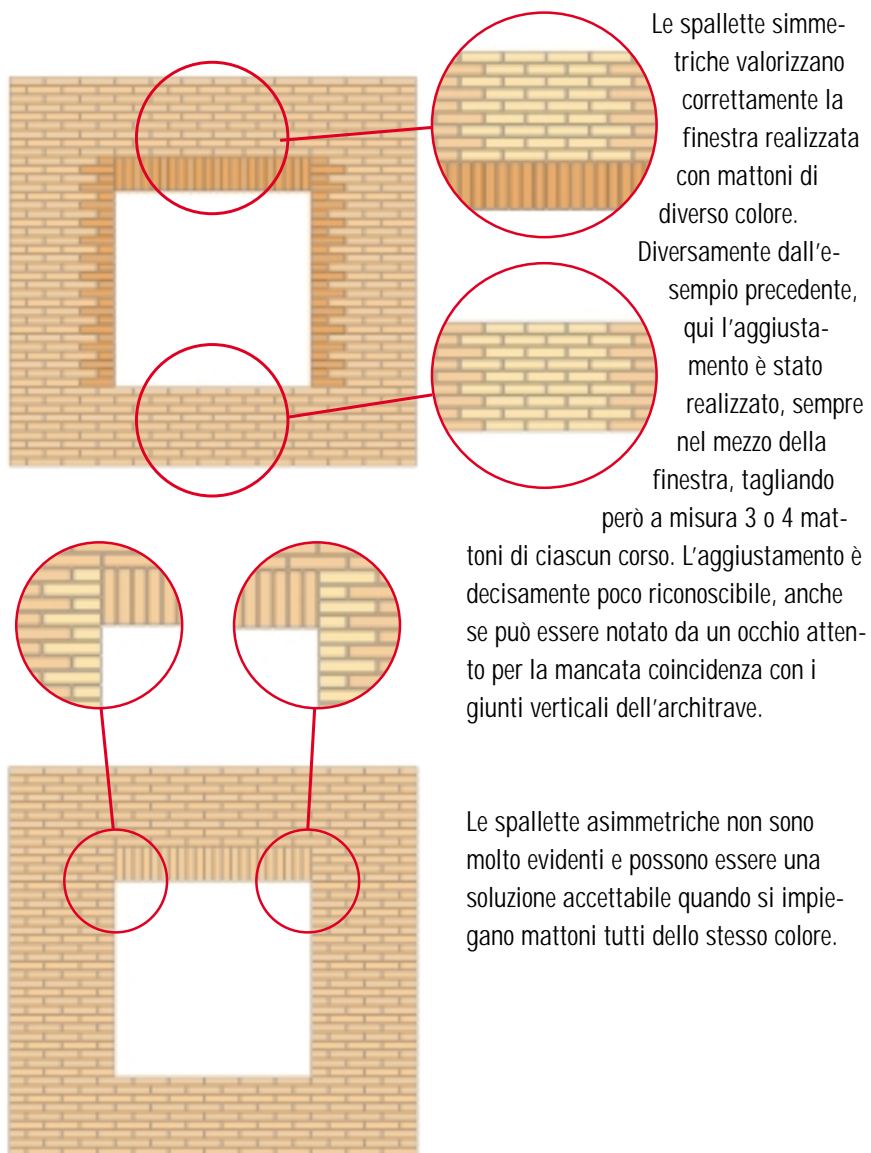 Le spallette simme-
triche valorizzano
correttamente la
finestra realizzata
con mattoni di
diverso colore.
Diversamente dall'e-
sempio precedente,
qui l'aggiusta-
mento è stato
realizzato, sempre
nel mezzo della
finestra, tagliando
però a misura 3 o 4 mat-
toni di ciascun corso. L'aggiustamento è
decisamente poco riconoscibile, anche
se può essere notato da un occhio atten-
to per la mancata coincidenza con i
giunti verticali dell'architrave.
Le spallette asimmetriche non sono
molto evidenti e possono essere una
soluzione accettabile quando si impie-
gano mattoni tutti dello stesso colore.